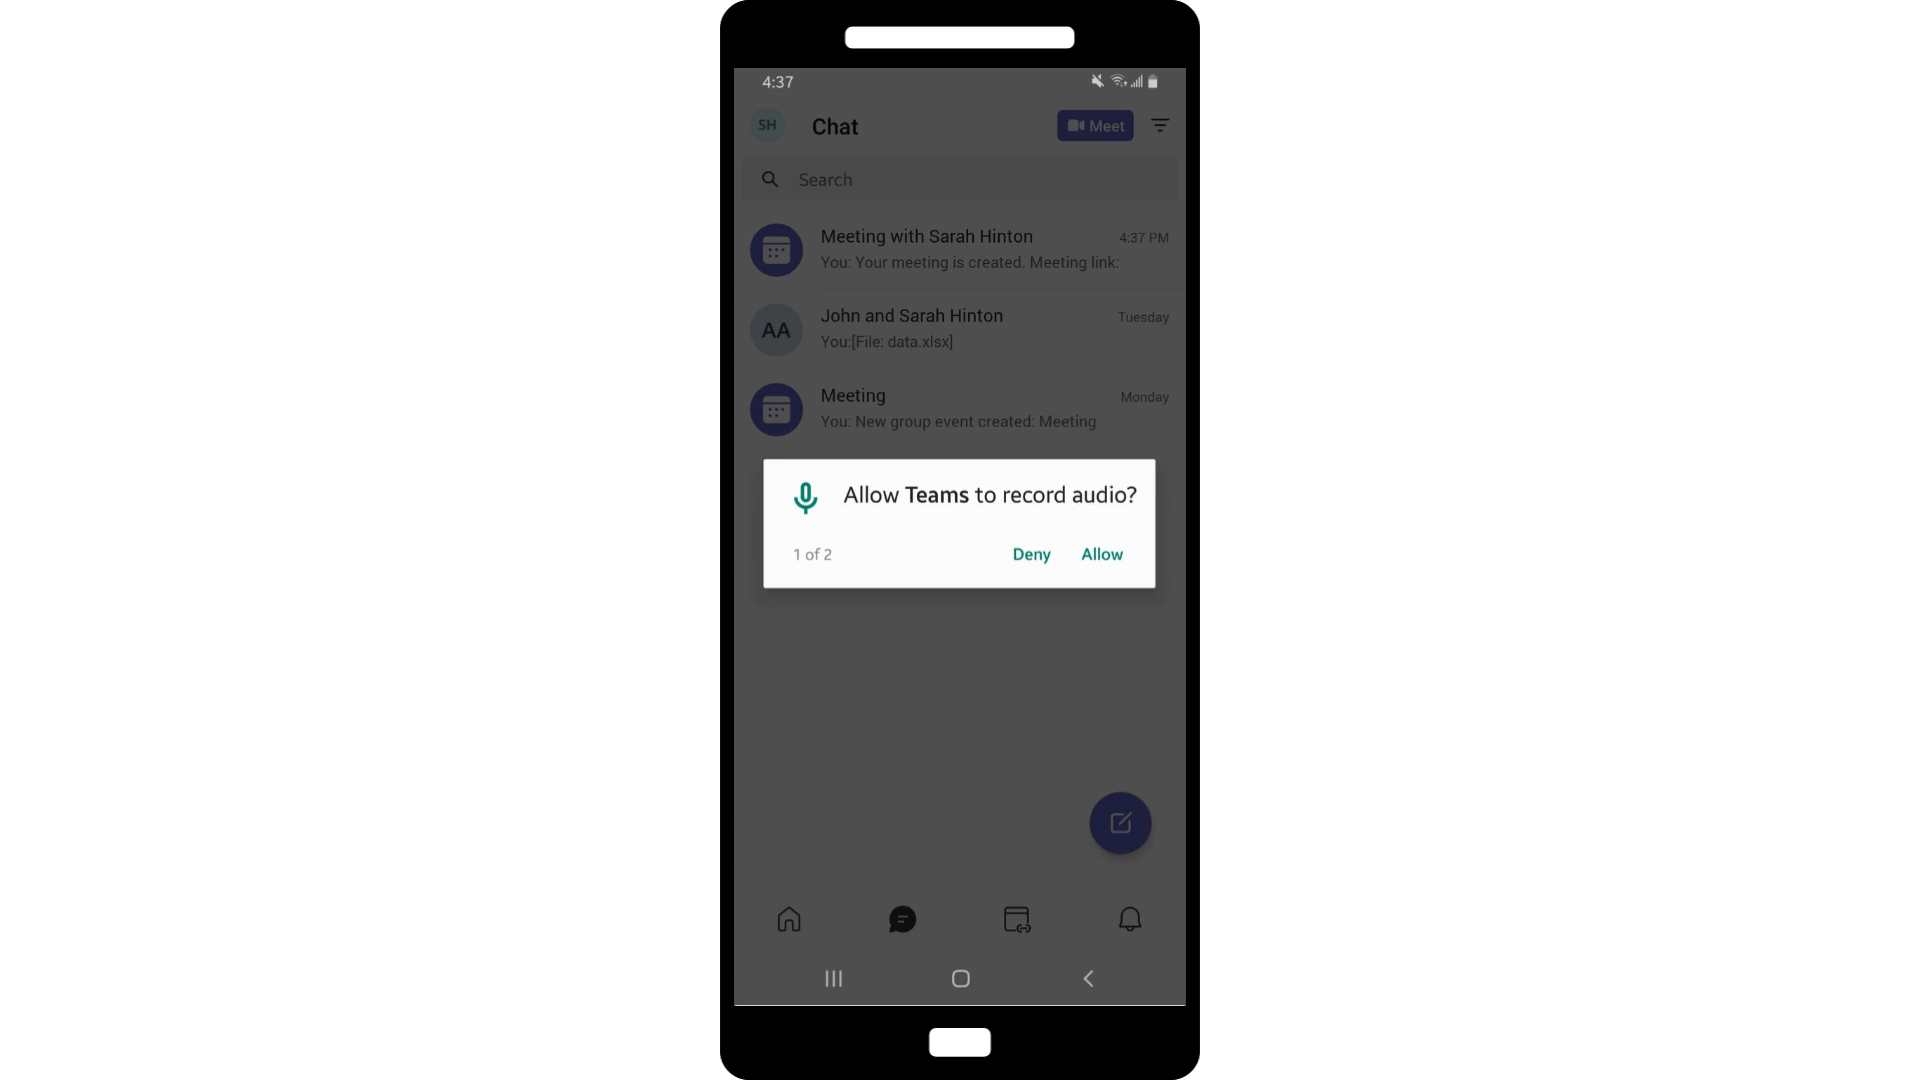 4:37
SH
Chat
Meet
Search
Meeting with Sarah Hinton
4:37 PM
You: Your meeting is created. Meeting link:
AA
John and Sarah Hinton
Tuesday
You:[File: data.xlsx]
Meeting
Monday
You: New group event created: Meeting
Allow Teams to record audio?
1 of 2
Deny
Allow